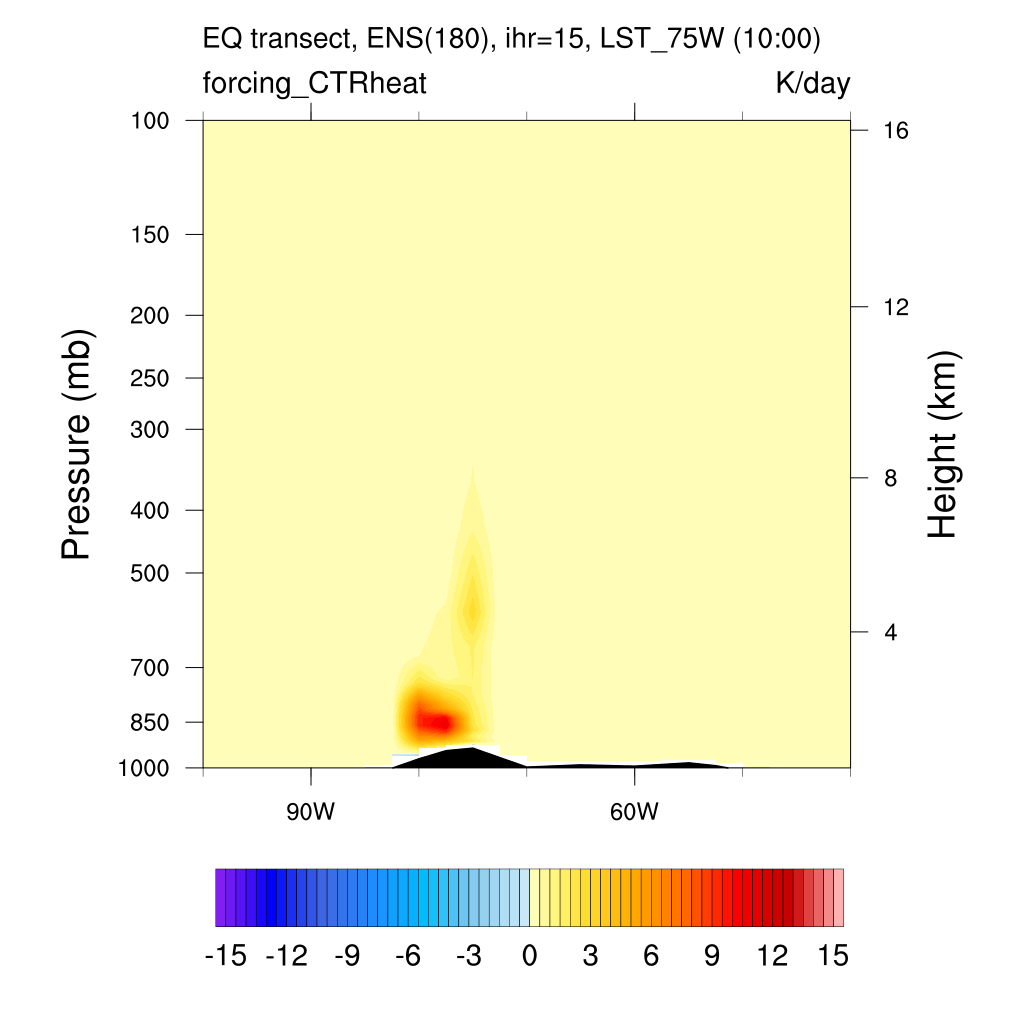 EQ transect, ENS(180), ihr=15, LST_75W (10:00)
forcing_CTRheat K/day
100
150
200
250
300
400
500
700
850
1000
Pressure (mb)
16
12
8
4
Height (km)
90W 60W
-15 -12 -9 -6 -3 0 3 6 9 12 15